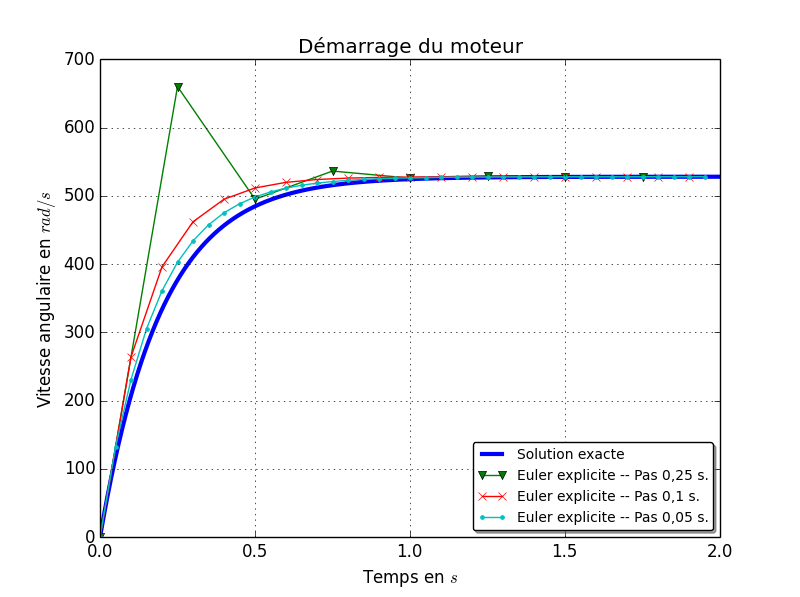 Démarrage du moteur
700
600
500
400
300
200
100
0
Vitesse angulaire en rad/s
0.0 0.5 1.0 1.5 2.0
Temps en s
Solution exacte
Euler explicite -- Pas 0,25 s.
Euler explicite -- Pas 0,1 s.
Euler explicite -- Pas 0,05 s.